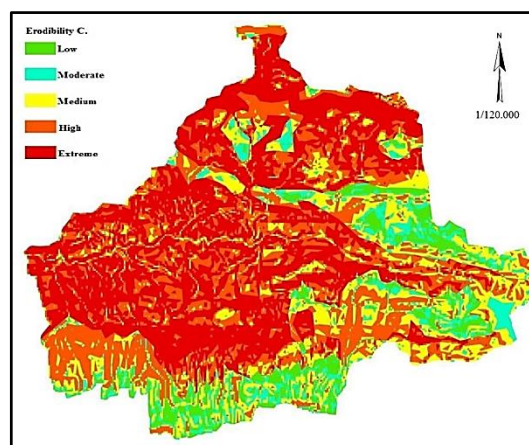 Erodibility C.
Low
Moderate
Medium
High
Extreme
N
1/120.000